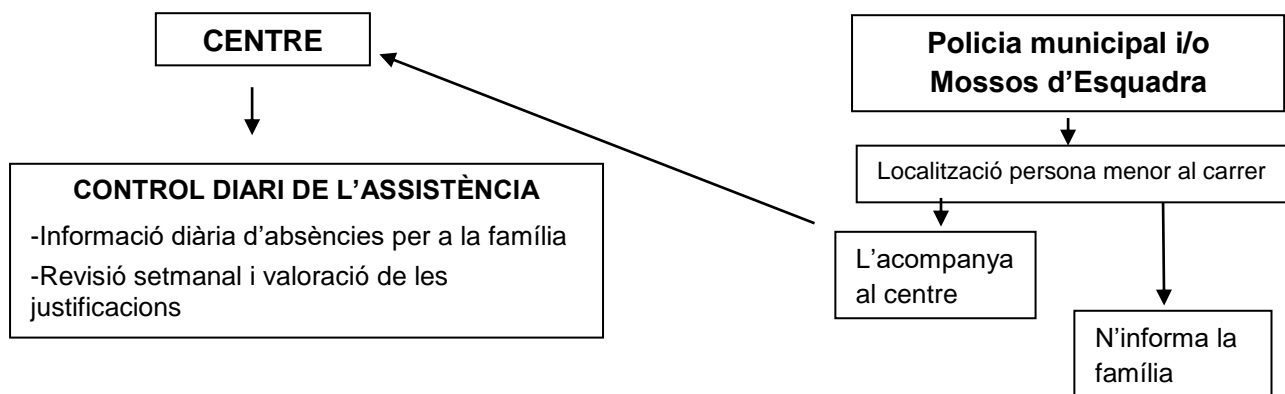 CENTRE
CONTROL DIARI DE L’ASSISTÈNCIA
-Informació diària d’absències per a la família
-Revisió setmanal i valoració de les
justificacions
Policia municipal i/o
Mossos d’Esquadra
Localització persona menor al carrer
L’acompanya
al centre
N’informa la
família